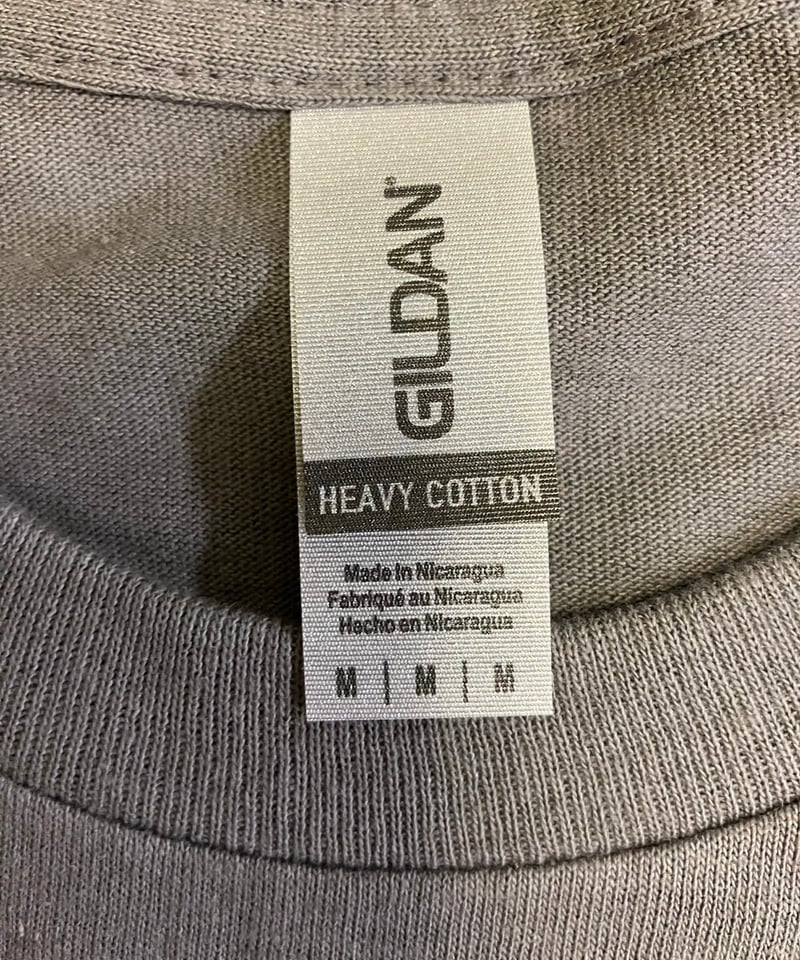 GILDAN®
HEAVY COTTON
Made in Nicaragua
Fabriqué au Nicaragua
Hecho en Nicaragua
M | M | M